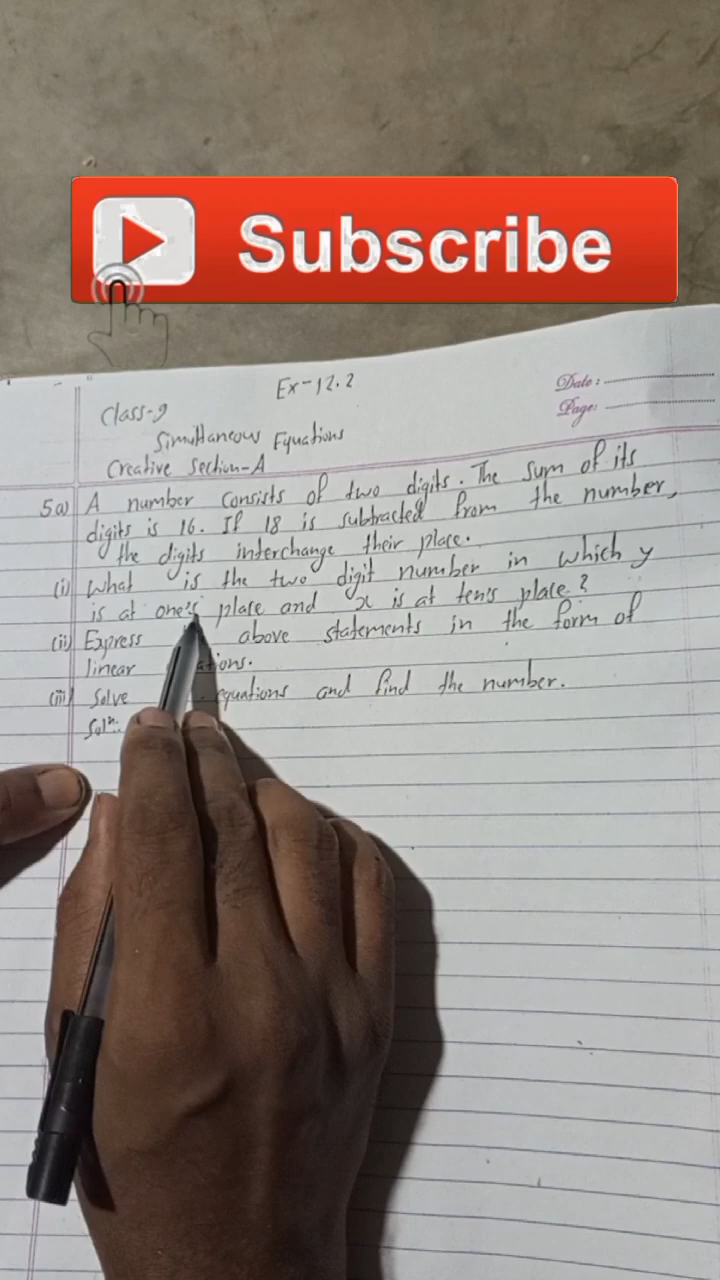 Subscribe
Ex-12.2
Date:
Class-9
Page:
Simultaneous Equations
Creative Section-A
5a) A number consists of two digits. The sum of its
digits is 16. If 18 is subtracted from the number,
the digits interchange their place.
(i) What is the two digit number in which y
is at one's place and x is at ten's place?
(ii) Express above statements in the form of
linear ations.
(iii) Solve equations and find the number.
Solⁿ: